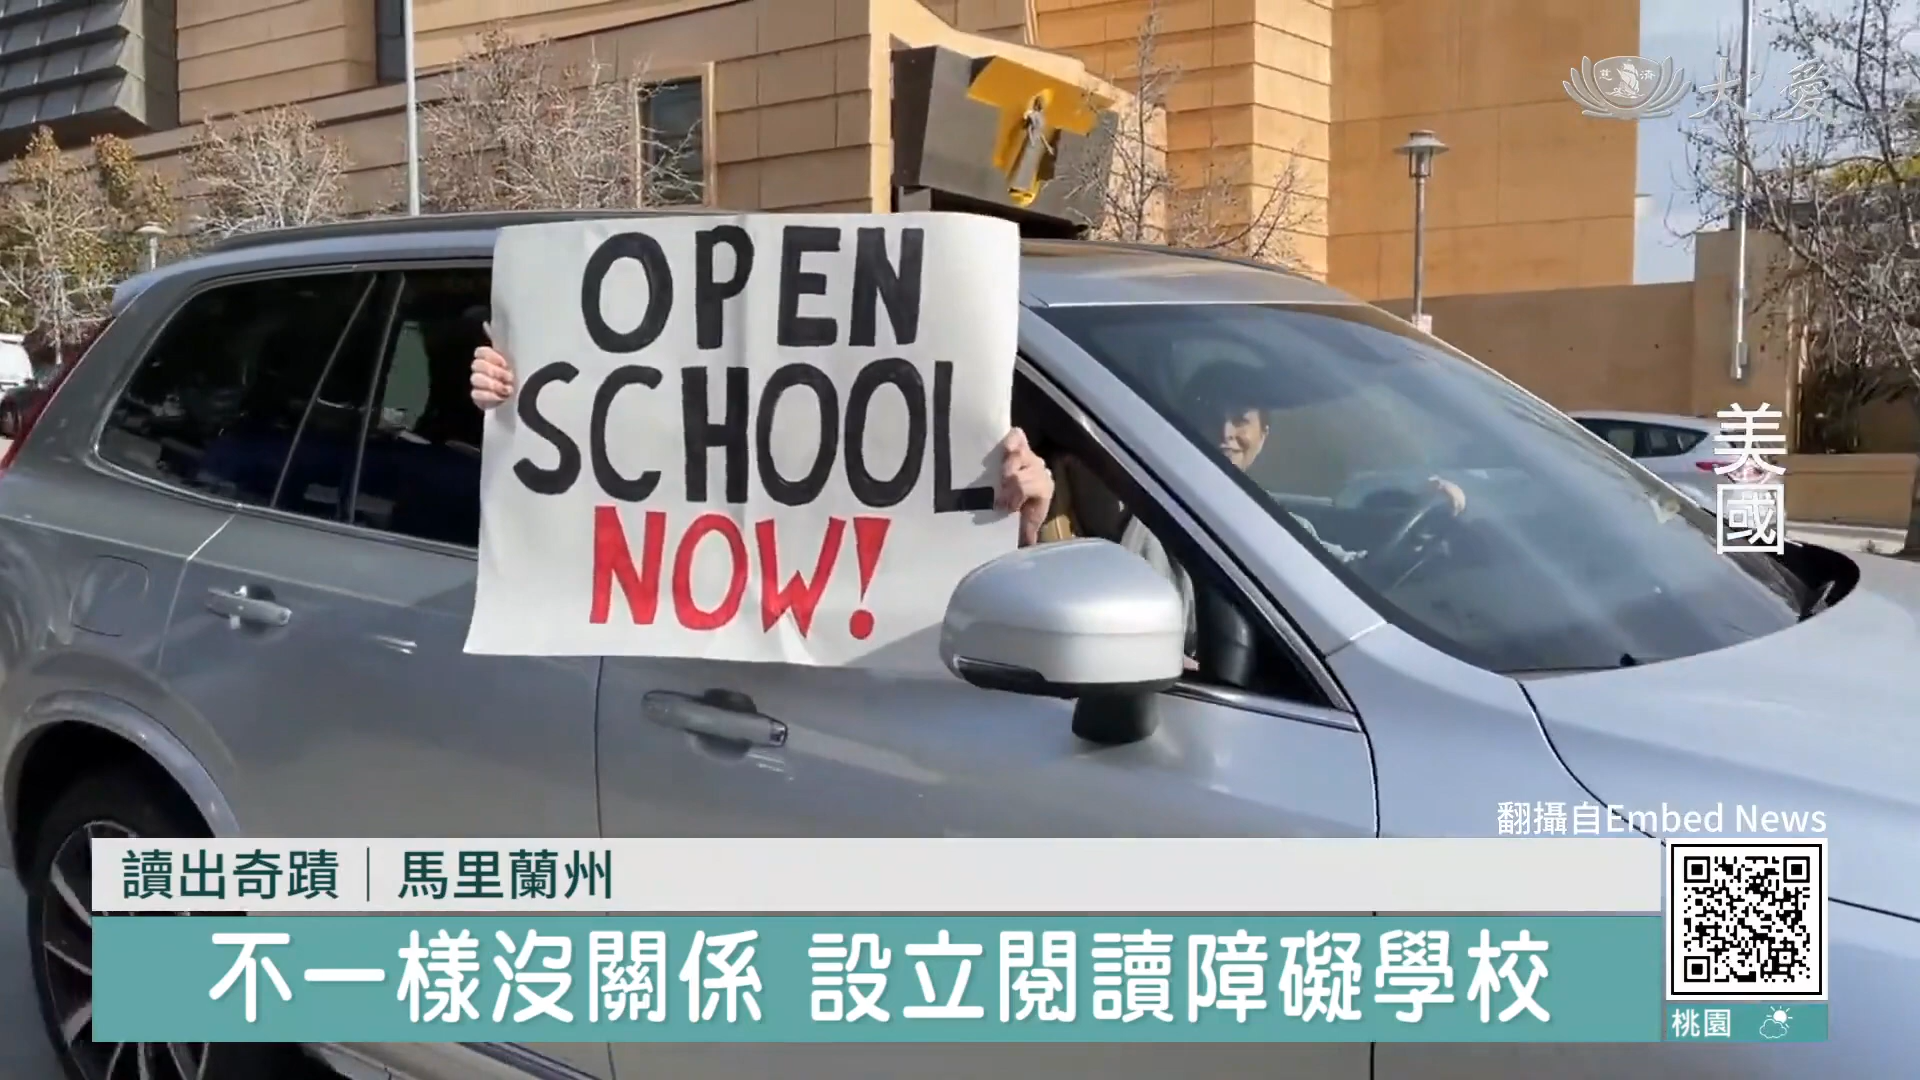 慈濟
大愛
OPEN
SCHOOL
NOW!
美國
翻攝自Embed News
讀出奇蹟｜馬里蘭州
不一樣沒關係 設立閱讀障礙學校
桃園